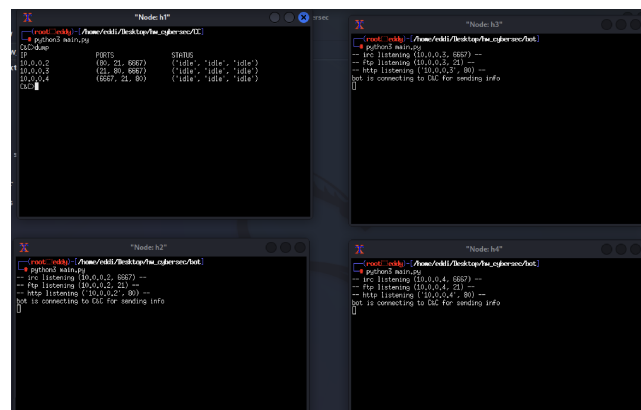 "Node: h1"
(root eddy)-[/home/eddi/Desktop/hw_cybersec/CC]
python3 main.py
C&C>dump
IP PORTS STATUS
10.0.0.2 (80, 21, 6667) ('idle', 'idle', 'idle')
10.0.0.3 (21, 80, 6667) ('idle', 'idle', 'idle')
10.0.0.4 (6667, 21, 80) ('idle', 'idle', 'idle')
C&C>
ersec
"Node: h3"
(root eddy)-[/home/eddi/Desktop/hw_cybersec/bot]
python3 main.py
-- irc listening (10.0.0.3, 6667) --
-- ftp listening (10.0.0.3, 21) --
-- http listening ('10.0.0.3', 80) --
bot is connecting to C&C for sending info
"Node: h2"
(root eddy)-[/home/eddi/Desktop/hw_cybersec/bot]
python3 main.py
-- irc listening (10.0.0.2, 6667) --
-- ftp listening (10.0.0.2, 21) --
-- http listening ('10.0.0.2', 80) --
bot is connecting to C&C for sending info
"Node: h4"
(root eddy)-[/home/eddi/Desktop/hw_cybersec/bot]
python3 main.py
-- irc listening (10.0.0.4, 6667) --
-- ftp listening (10.0.0.4, 21) --
-- http listening ('10.0.0.4', 80) --
bot is connecting to C&C for sending info